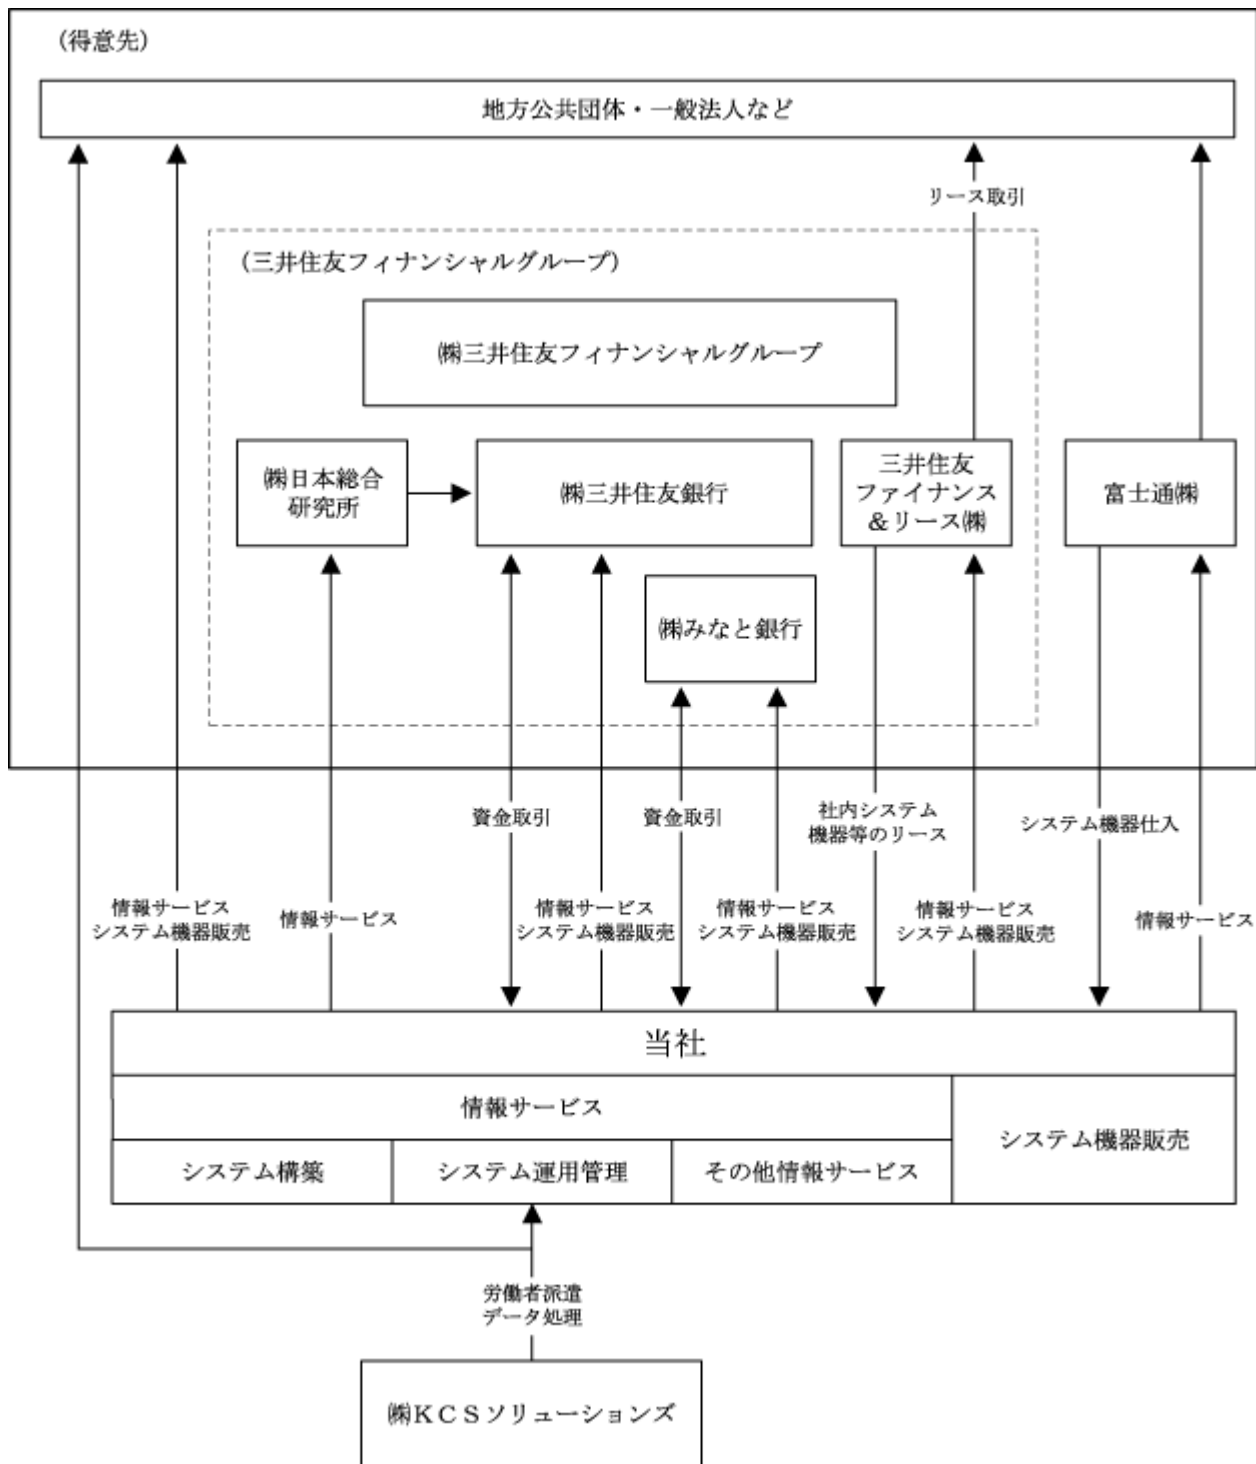 （得意先）
地方公共団体・一般法人など
リース取引
（三井住友フィナンシャルグループ）
㈱三井住友フィナンシャルグループ
㈱日本総合
研究所
㈱三井住友銀行
三井住友
ファイナンス
＆リース㈱
富士通㈱
㈱みなと銀行
資金取引
資金取引
社内システム
機器等のリース
システム機器仕入
情報サービス
システム機器販売
情報サービス
情報サービス
システム機器販売
情報サービス
システム機器販売
情報サービス
システム機器販売
情報サービス
当社
情報サービス
システム機器販売
システム構築
システム運用管理
その他情報サービス
労働者派遣
データ処理
㈱ＫＣＳソリューションズ